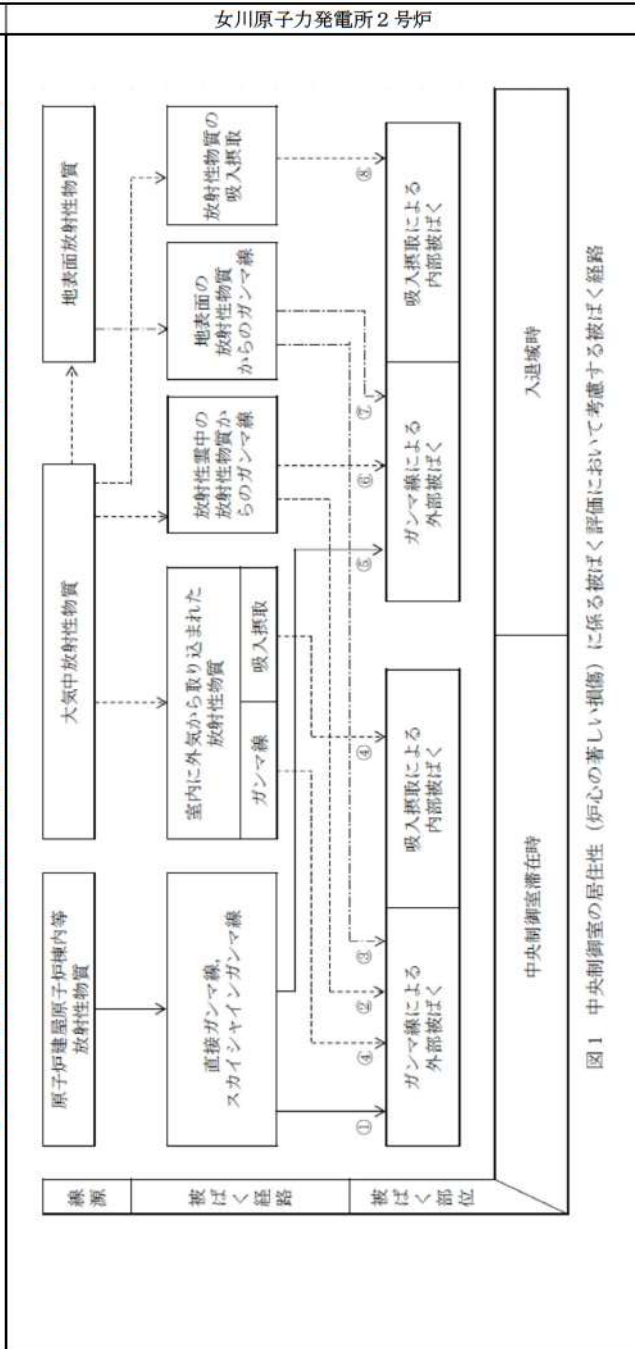 女川原子力発電所2号炉
線源
原子炉建屋原子炉棟内等
放射性物質
大気中放射性物質
地表面放射性物質
被ばく経路
直接ガンマ線,
スカイシャインガンマ線
室内に外気から取り込まれた
放射性物質
ガンマ線
吸入摂取
放射性雲中の
放射性物質か
らのガンマ線
地表面の
放射性物質
からのガンマ線
放射性物質の
吸入摂取
被ばく部位
①
④
②
③
④
⑤
⑥
⑦
⑧
ガンマ線による
外部被ばく
吸入摂取による
内部被ばく
ガンマ線による
外部被ばく
吸入摂取による
内部被ばく
中央制御室滞在時
入退域時
図1 中央制御室の居住性(炉心の著しい損傷)に係る被ばく評価において考慮する被ばく経路